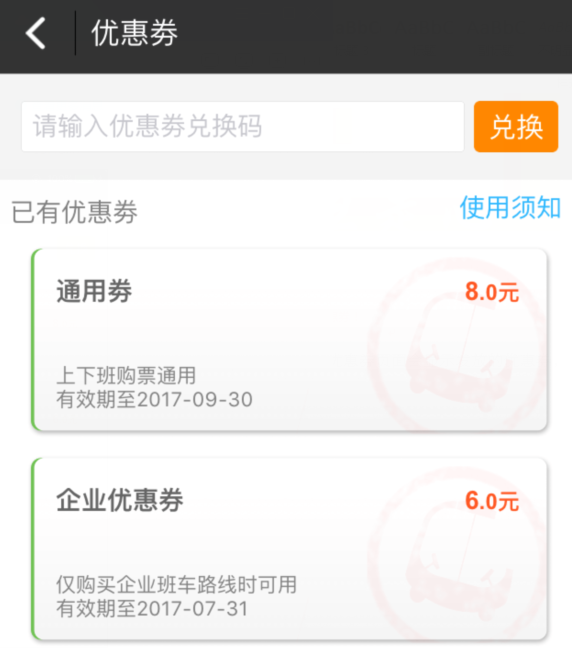 优惠券
请输入优惠券兑换码
兑换
已有优惠券
使用须知
通用券
8.0元
上下班购票通用
有效期至2017-09-30
企业优惠券
6.0元
仅购买企业班车路线时可用
有效期至2017-07-31